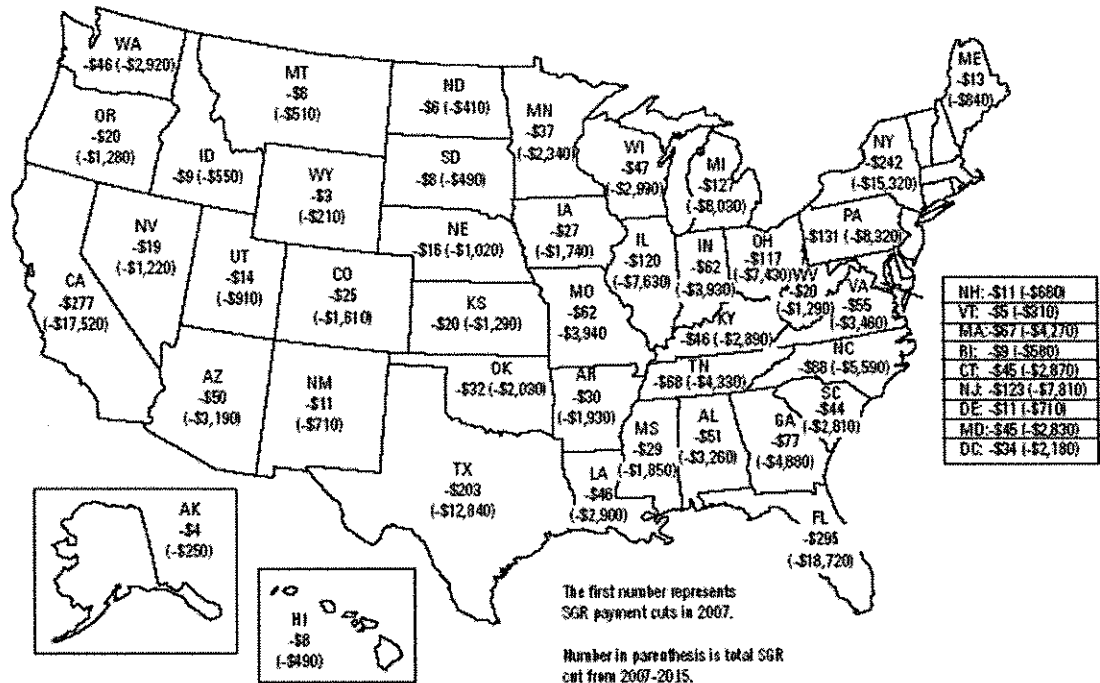 WA
-$46 (-$2,920)
OR
-$20
(-$1,280)
ID
-$9 (-$550)
MT
-$8
(-$510)
WY
-$3
(-$210)
NV
-$19
(-$1,220)
UT
-$14
(-$910)
CA
-$277
(-$17,520)
CO
-$25
(-$1,610)
AZ
-$50
(-$3,190)
NM
-$11
(-$710)
ND
-$6 (-$410)
SD
-$8 (-$490)
NE
-$16 (-$1,020)
KS
-$20 (-$1,290)
OK
-$32 (-$2,030)
TX
-$203
(-$12,840)
MN
-$37
(-$2,340)
IA
-$27
(-$1,740)
MO
-$62
-$3,940
AR
-$30
(-$1,930)
LA
-$46
(-$2,900)
WI
-$47
(-$2,990)
IL
-$120
(-$7,630)
MI
-$127
(-$8,030)
IN
-$62
(-$3,930)
OH
-$117
(-$7,430)
KY
-$46 (-$2,890)
TN
-$68 (-$4,330)
MS
-$29
(-$1,850)
AL
-$51
(-$3,260)
GA
-$77
(-$4,880)
FL
-$295
(-$18,720)
SC
-$44
(-$2,810)
NC
-$88 (-$5,590)
VA
-$55
(-$3,460)
WV
-$20
(-$1,290)
PA
-$131 (-$8,320)
NY
-$242
(-$15,320)
ME
-$13
(-$840)
NH: -$11 (-$680)
VT: -$5 (-$310)
MA: -$67 (-$4,270)
RI: -$9 (-$580)
CT: -$45 (-$2,870)
NJ: -$123 (-$7,810)
DE: -$11 (-$710)
MD: -$45 (-$2,830)
DC: -$34 (-$2,180)
AK
-$4
(-$250)
HI
-$8
(-$490)
The first number represents
SGR payment cuts in 2007.
Number in parenthesis is total SGR
cut from 2007-2015.